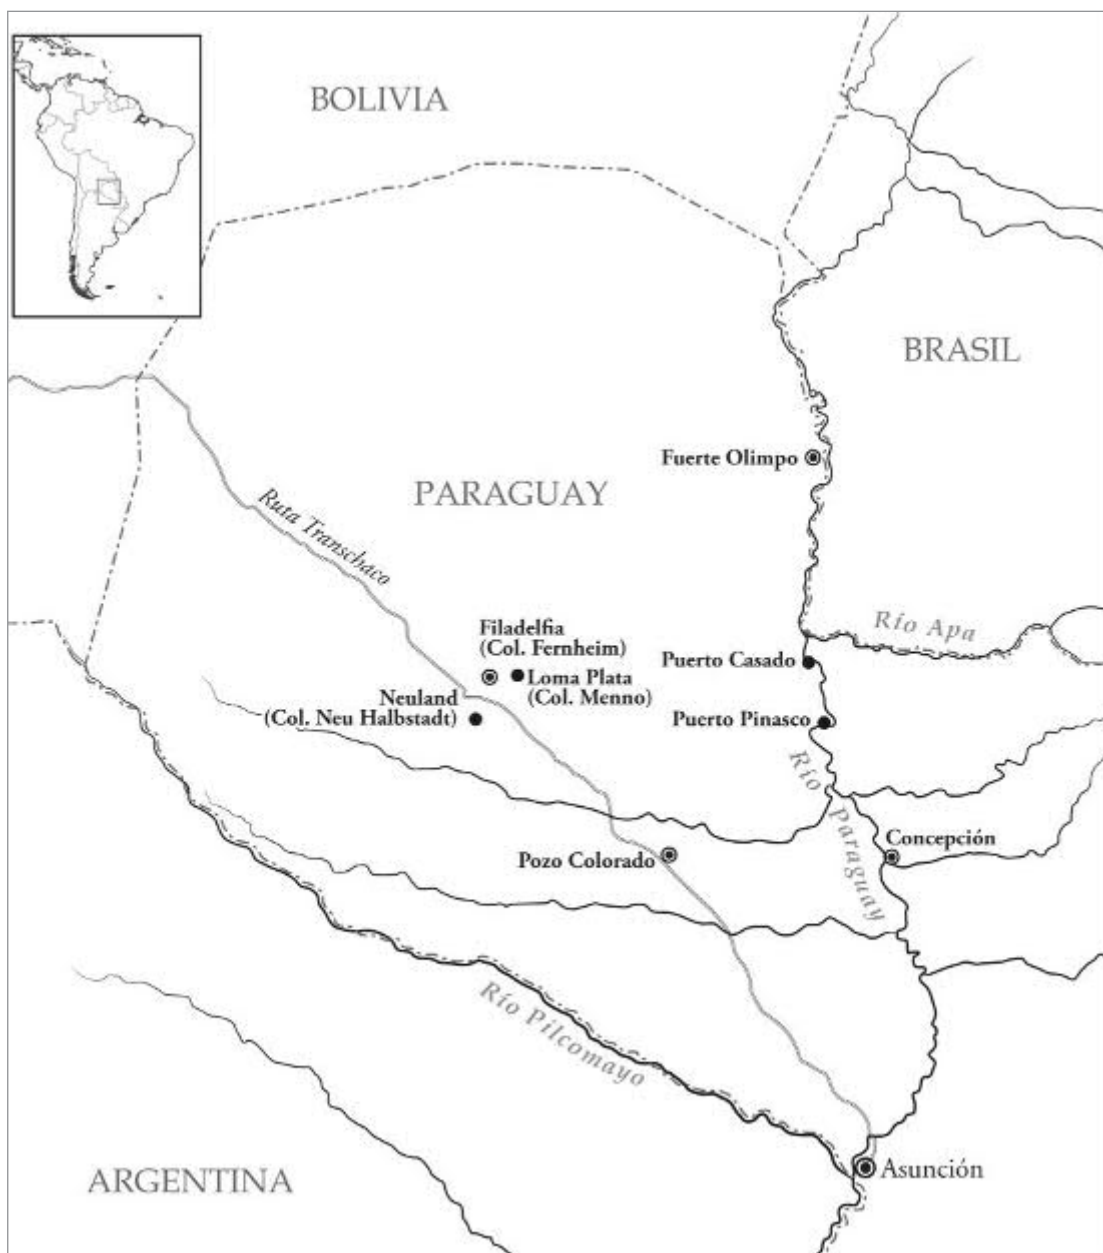 BOLIVIA
BRASIL
Fuerte Olimpo
PARAGUAY
Ruta Transchaco
Río Apa
Filadelfia
(Col. Fernheim)
Puerto Casado
Loma Plata
(Col. Menno)
Neuland
(Col. Neu Halbstadt)
Puerto Pinasco
Río Paraguay
Concepción
Pozo Colorado
Río Pilcomayo
Asunción
ARGENTINA